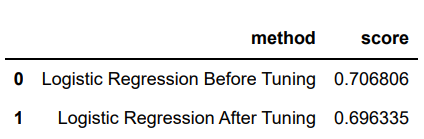 method score
0 Logistic Regression Before Tuning 0.706806
1 Logistic Regression After Tuning 0.696335